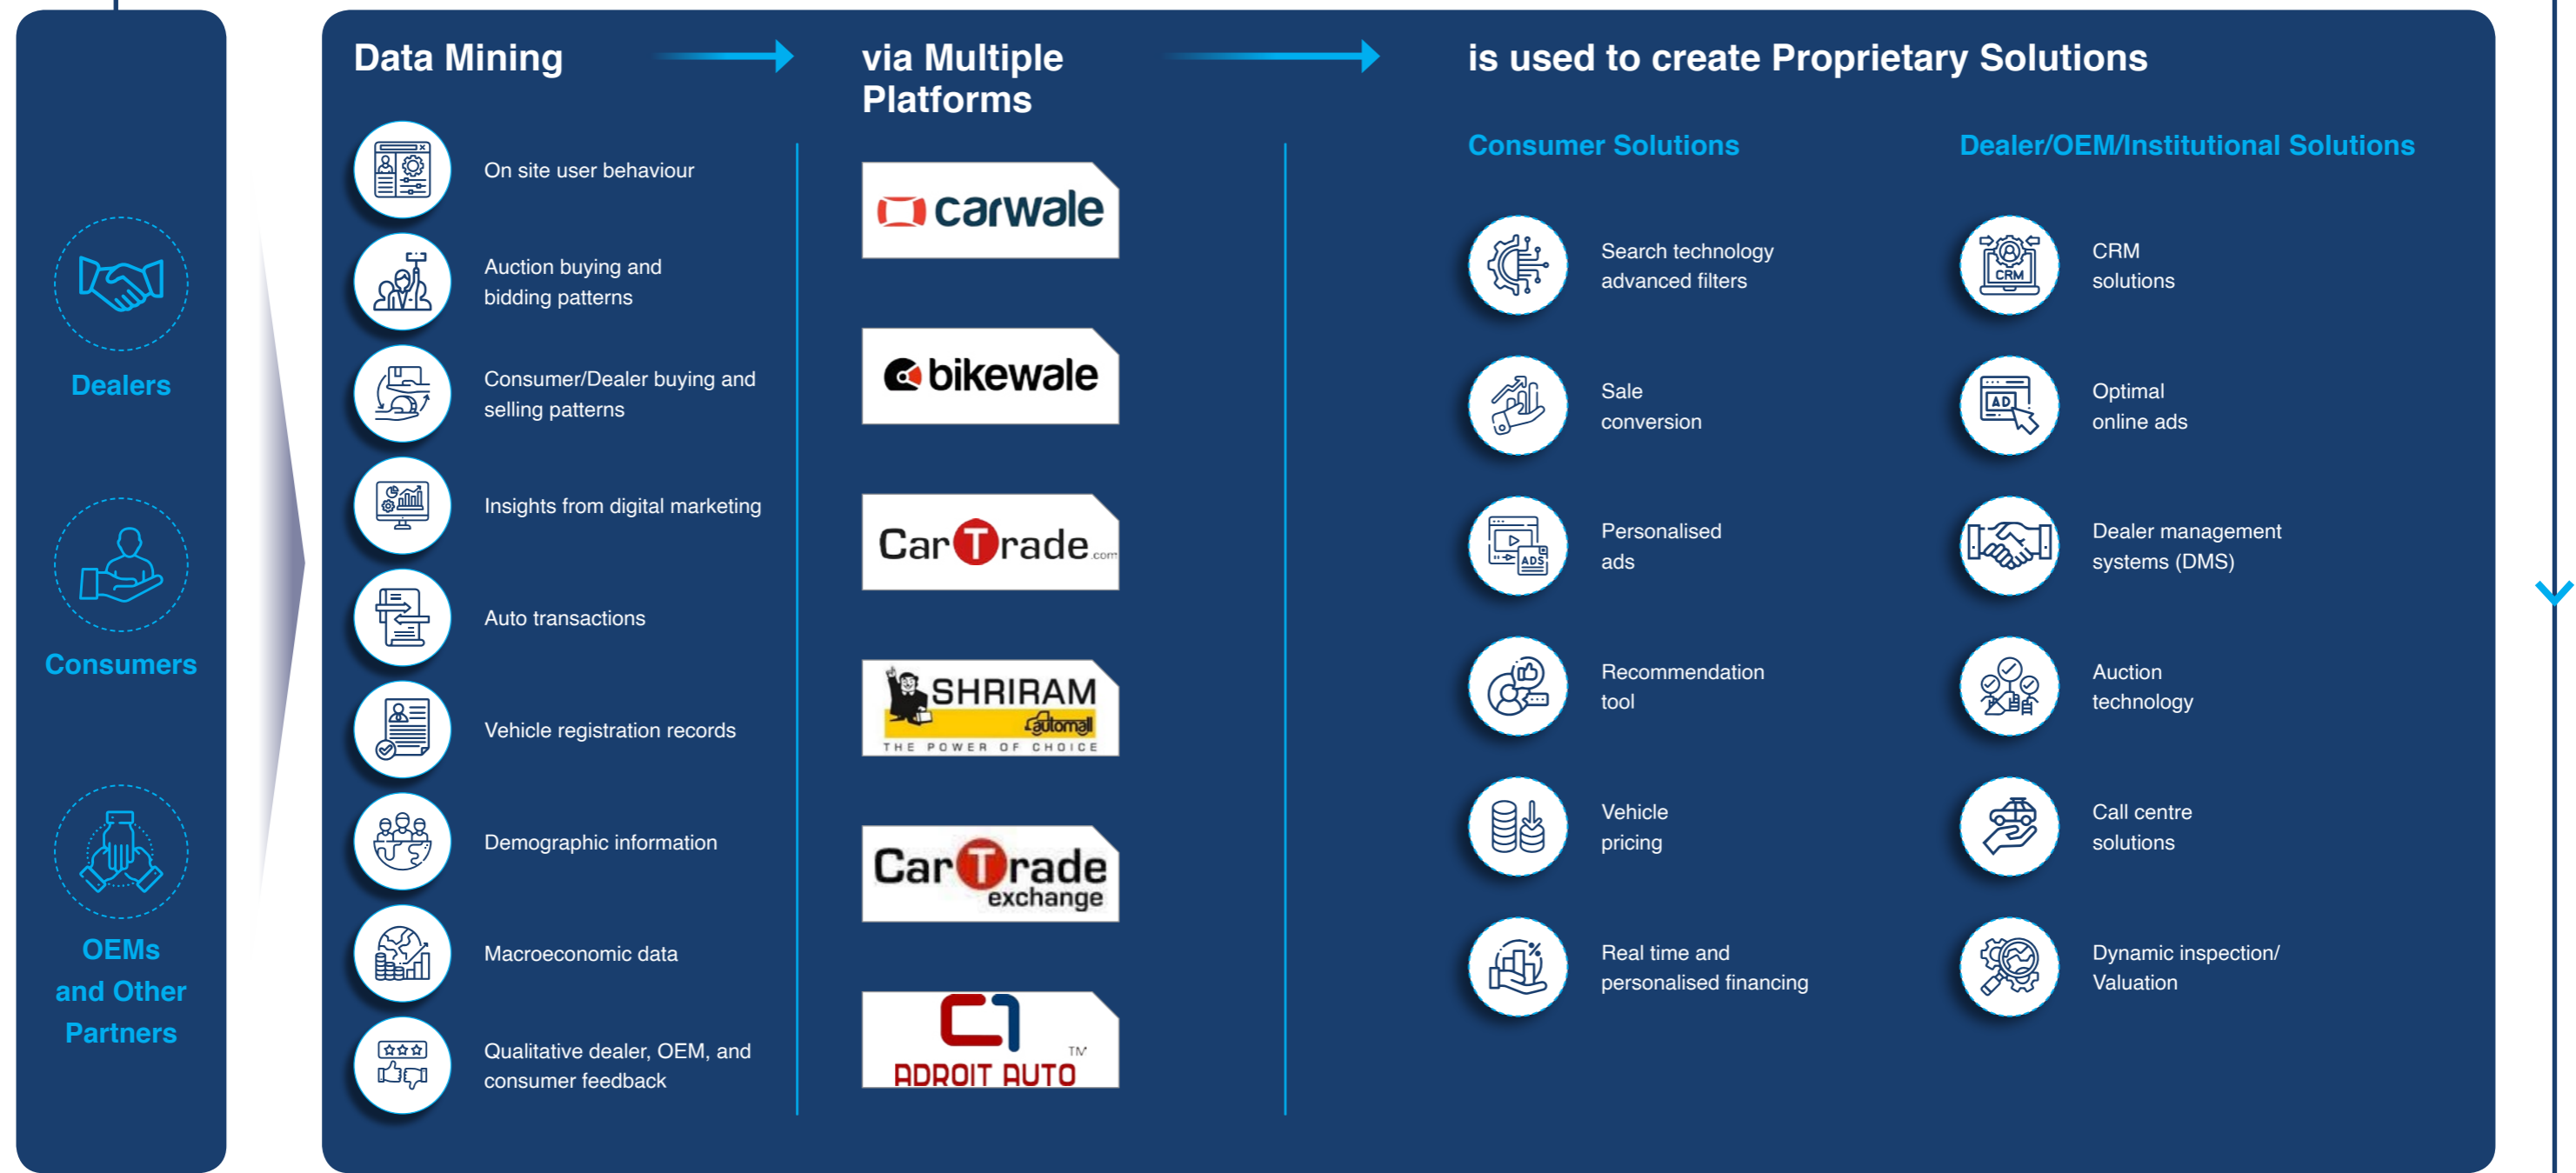 Dealers
Consumers
OEMs
and Other
Partners
Data Mining
On site user behaviour
Auction buying and
bidding patterns
Consumer/Dealer buying and
selling patterns
Insights from digital marketing
Auto transactions
Vehicle registration records
Demographic information
Macroeconomic data
Qualitative dealer, OEM, and
consumer feedback
via Multiple
Platforms
carwale
bikewale
CarTrade.com
SHRIRAM
automall
THE POWER OF CHOICE
CarTrade
exchange
TM
ADROIT AUTO
is used to create Proprietary Solutions
Consumer Solutions
Search technology
advanced filters
Sale
conversion
ADS
Personalised
ads
Recommendation
tool
Vehicle
pricing
%
Real time and
personalised financing
Dealer/OEM/Institutional Solutions
CRM
CRM
solutions
AD
Optimal
online ads
Dealer management
systems (DMS)
Auction
technology
Call centre
solutions
Dynamic inspection/
Valuation